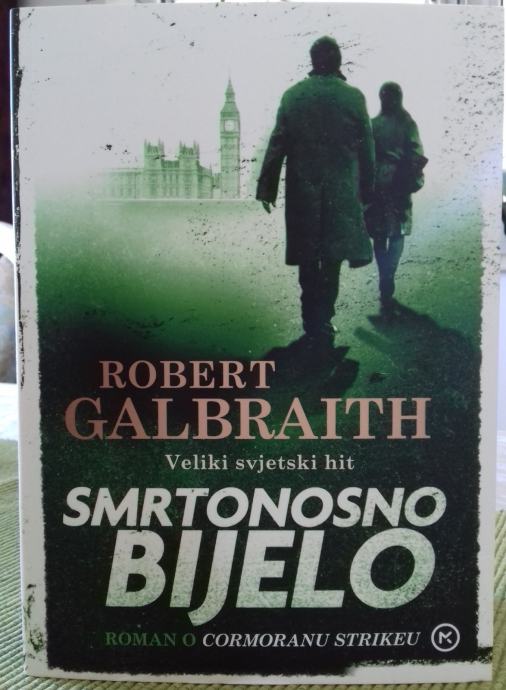 ROBERT
GALBRAITH
Veliki svjetski hit
SMRTONOSNO
BIJELO
ROMAN O CORMORANU STRIKEU